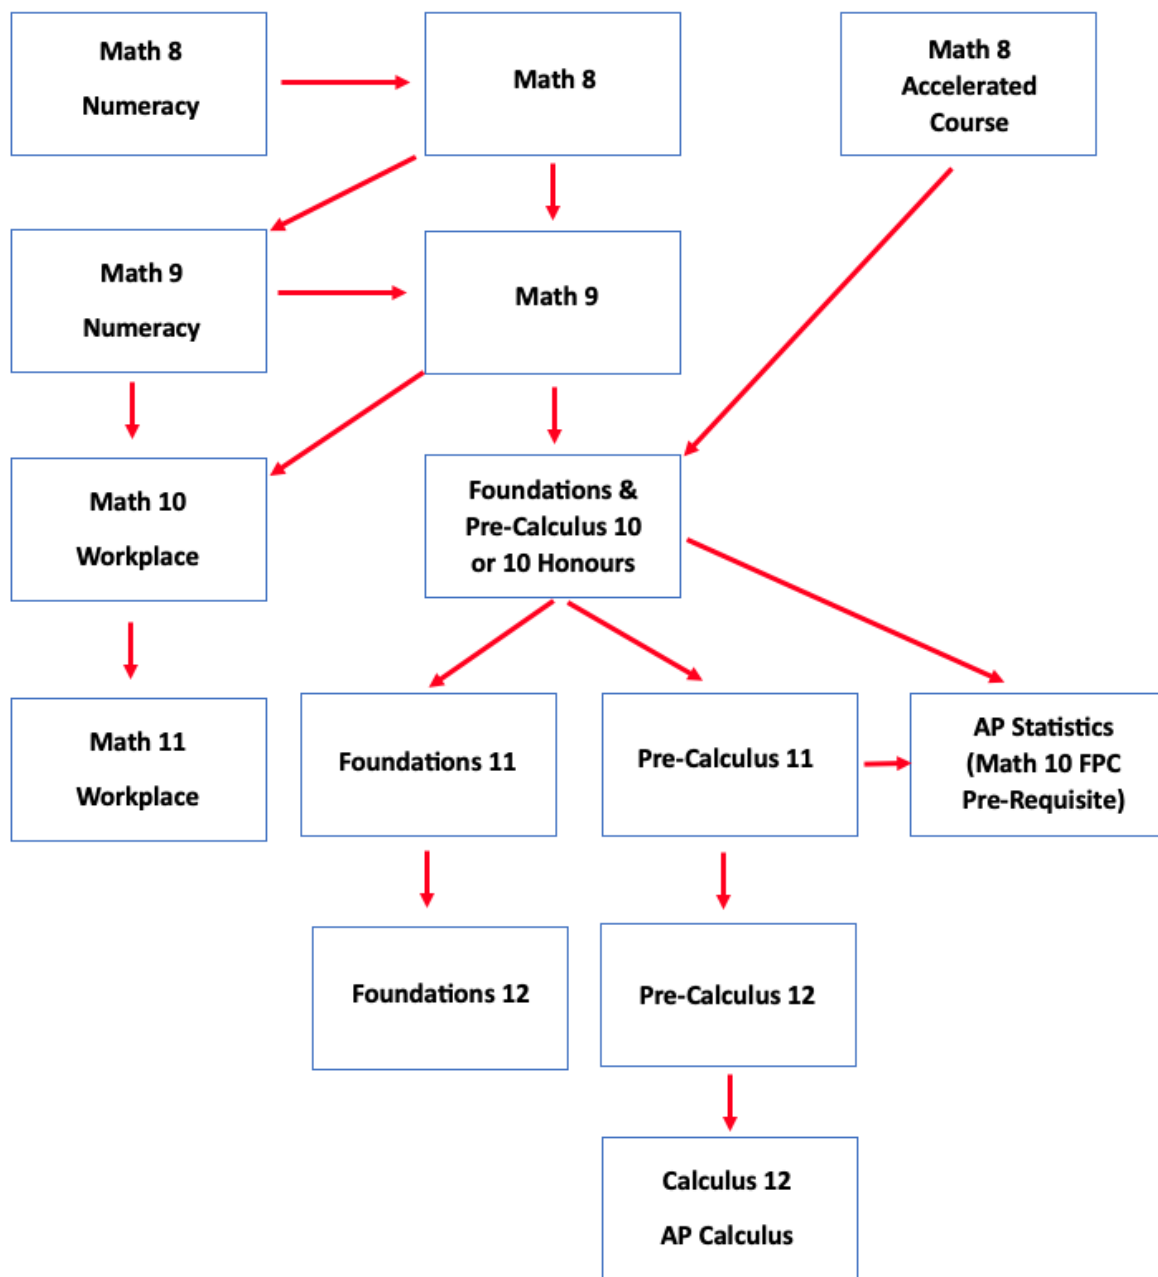 Math 8
Numeracy
Math 8
Math 8
Accelerated
Course
Math 9
Numeracy
Math 9
Math 10
Workplace
Foundations &
Pre-Calculus 10
or 10 Honours
Math 11
Workplace
Foundations 11
Pre-Calculus 11
AP Statistics
(Math 10 FPC
Pre-Requisite)
Foundations 12
Pre-Calculus 12
Calculus 12
AP Calculus